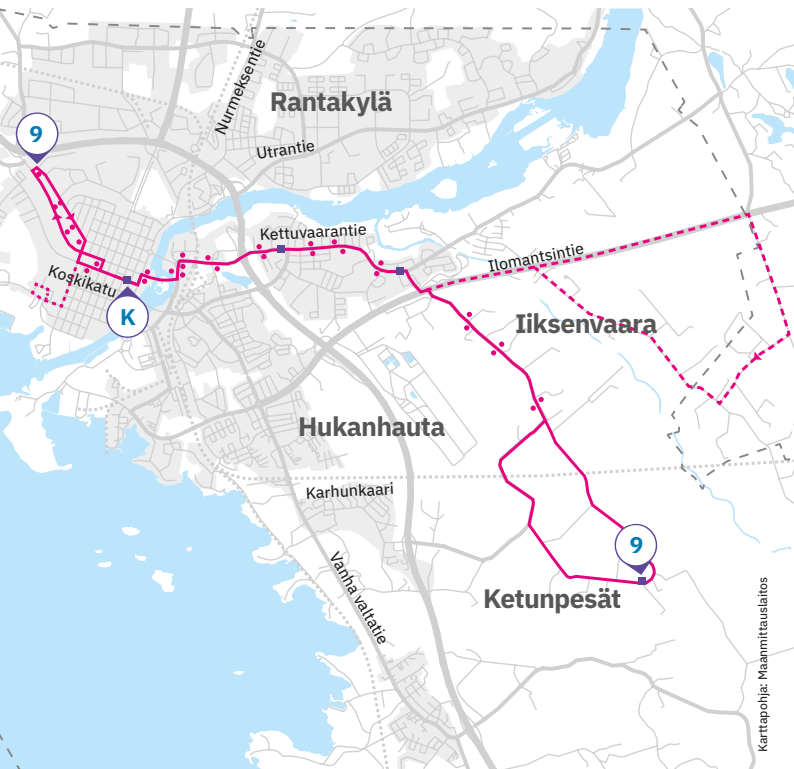 Nurmeksentie
Rantakylä
9
Utrantie
Kettuvaarantie
Ilomantsintie
Koskikatu
K
Iiksenvaara
Hukanhauta
Karhunkaari
9
Vanha valtatie
Ketunpesät
Karttapohja: Maanmittauslaitos